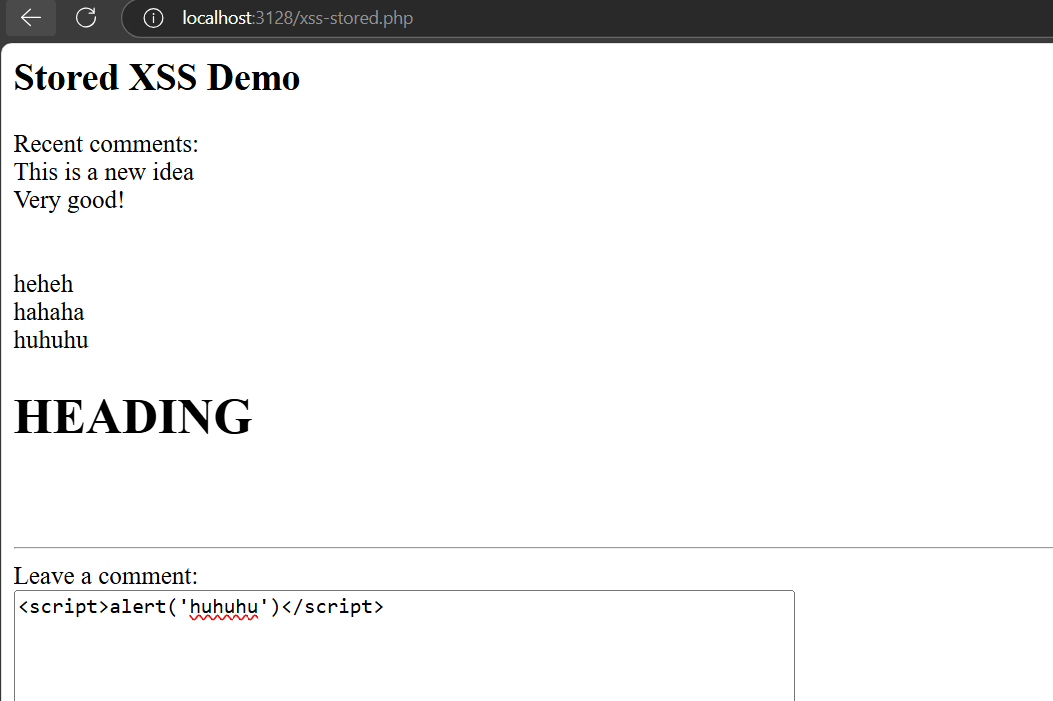 localhost:3128/xss-stored.php
Stored XSS Demo
Recent comments:
This is a new idea
Very good!
heheh
hahaha
huhuhu
HEADING
Leave a comment:
<script>alert('huhuhu')</script>